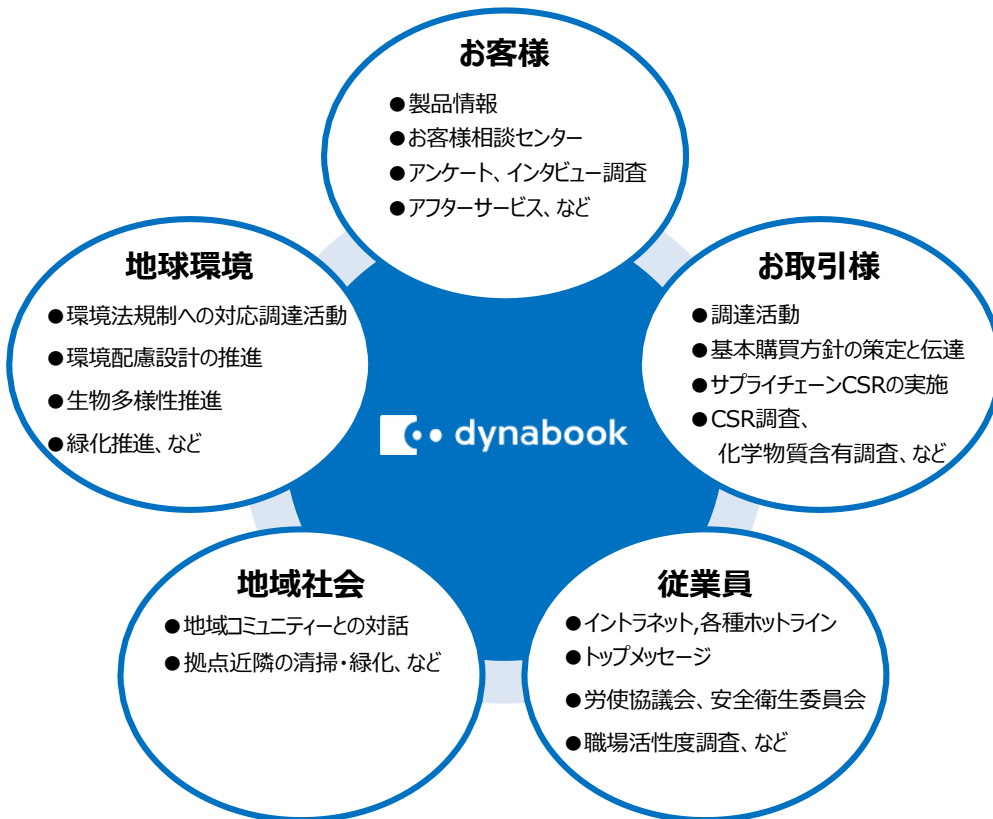 お客様
●製品情報
●お客様相談センター
●アンケート、インタビュー調査
●アフターサービス、など
地球環境
●環境法規制への対応調達活動
●環境配慮設計の推進
●生物多様性推進
●緑化推進、など
お取引様
●調達活動
●基本購買方針の策定と伝達
●サプライチェーンCSRの実施
●CSR調査、
化学物質含有調査、など
dynabook
地域社会
●地域コミュニティーとの対話
●拠点近隣の清掃・緑化、など
従業員
●イントラネット,各種ホットライン
●トップメッセージ
●労使協議会、安全衛生委員会
●職場活性度調査、など